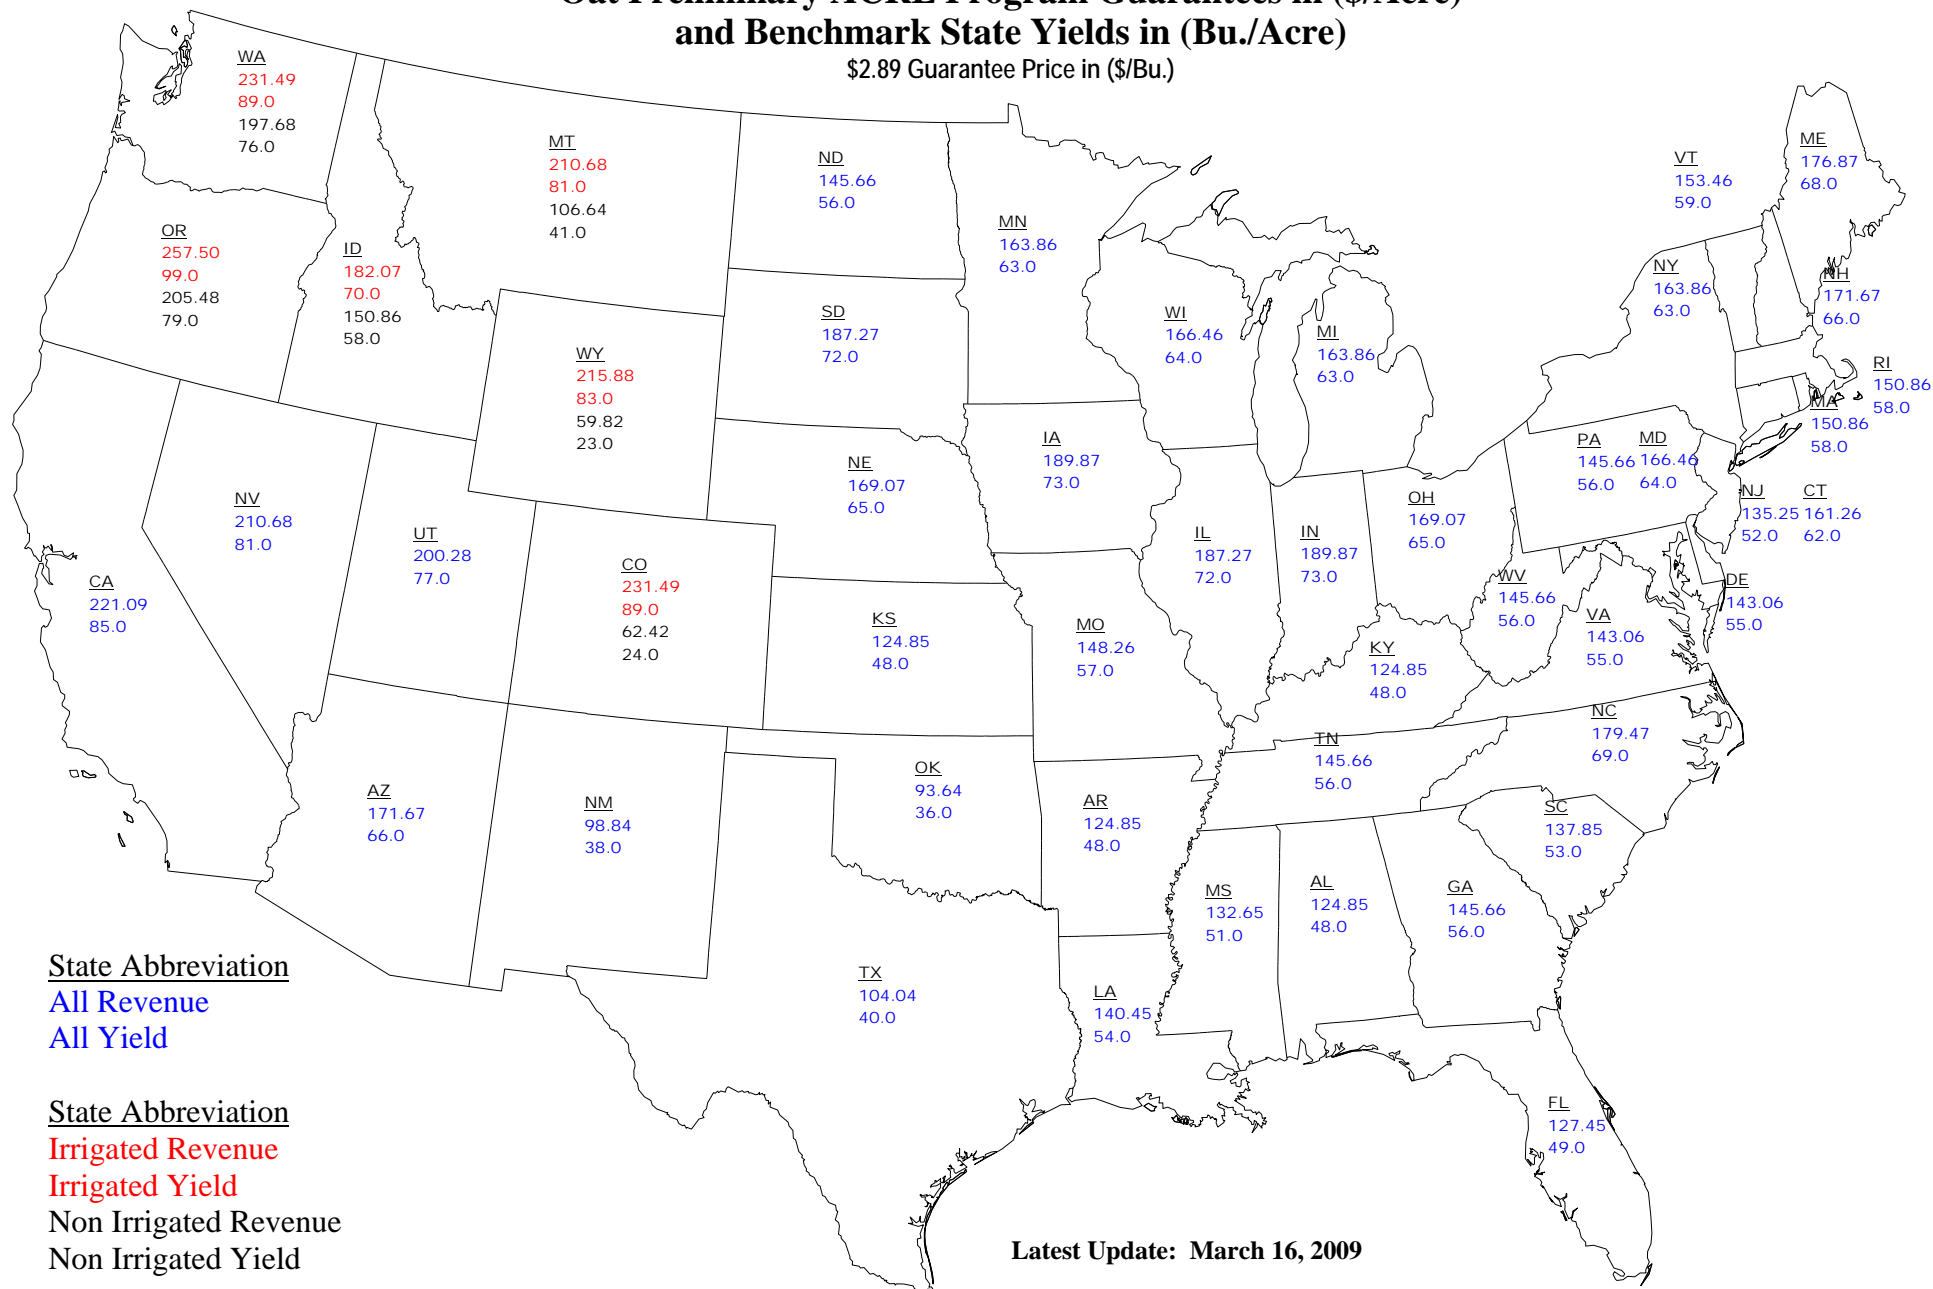 Oat Preliminary ACRE Program Guarantees in ($/Acre)
and Benchmark State Yields in (Bu./Acre)
$2.89 Guarantee Price in ($/Bu.)
WA
231.49
89.0
197.68
76.0
OR
257.50
99.0
205.48
79.0
ID
182.07
70.0
150.86
58.0
MT
210.68
81.0
106.64
41.0
WY
215.88
83.0
59.82
23.0
ND
145.66
56.0
SD
187.27
72.0
NE
169.07
65.0
MN
163.86
63.0
WI
166.46
64.0
MI
163.86
63.0
IA
189.87
73.0
VT
153.46
59.0
ME
176.87
68.0
NY
163.86
63.0
NH
171.67
66.0
RI
150.86
58.0
MA
150.86
58.0
PA
145.66
56.0
MD
166.46
64.0
NJ
135.25
52.0
CT
161.26
62.0
DE
143.06
55.0
OH
169.07
65.0
IN
189.87
73.0
IL
187.27
72.0
WV
145.66
56.0
VA
143.06
55.0
KY
124.85
48.0
NV
210.68
81.0
UT
200.28
77.0
CA
221.09
85.0
CO
231.49
89.0
62.42
24.0
KS
124.85
48.0
MO
148.26
57.0
NC
179.47
69.0
TN
145.66
56.0
AZ
171.67
66.0
NM
98.84
38.0
OK
93.64
36.0
AR
124.85
48.0
SC
137.85
53.0
MS
132.65
51.0
AL
124.85
48.0
GA
145.66
56.0
TX
104.04
40.0
LA
140.45
54.0
FL
127.45
49.0
State Abbreviation
All Revenue
All Yield
State Abbreviation
Irrigated Revenue
Irrigated Yield
Non Irrigated Revenue
Non Irrigated Yield
Latest Update: March 16, 2009